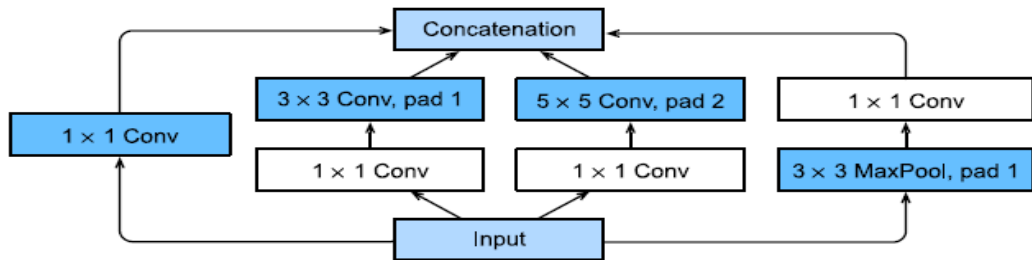 Concatenation
3 × 3 Conv, pad 1
5 × 5 Conv, pad 2
1 × 1 Conv
1 × 1 Conv
1 × 1 Conv
1 × 1 Conv
3 × 3 MaxPool, pad 1
Input